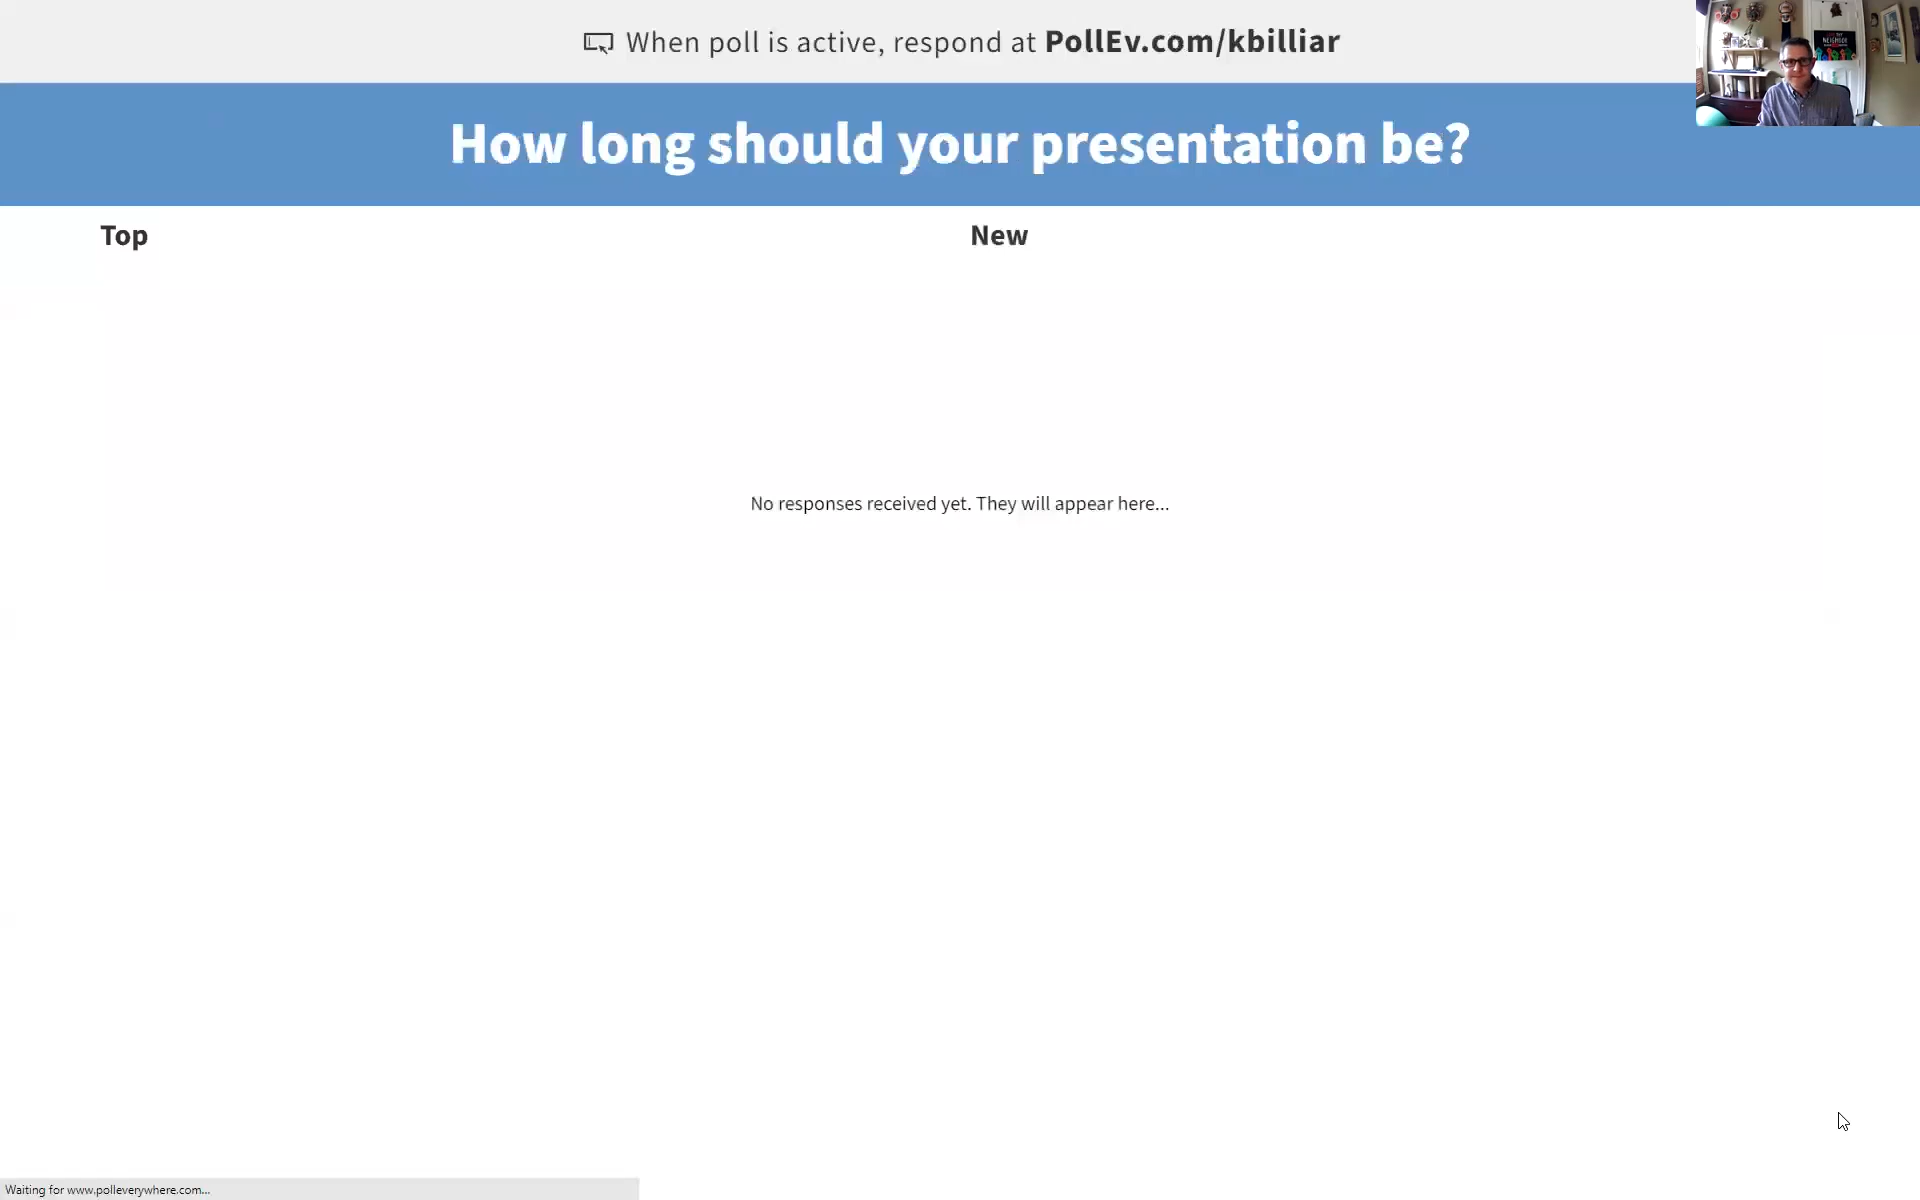 When poll is active, respond at PollEv.com/kbilliar
How long should your presentation be?
Top
New
No responses received yet. They will appear here...
Waiting for www.polleverywhere.com...